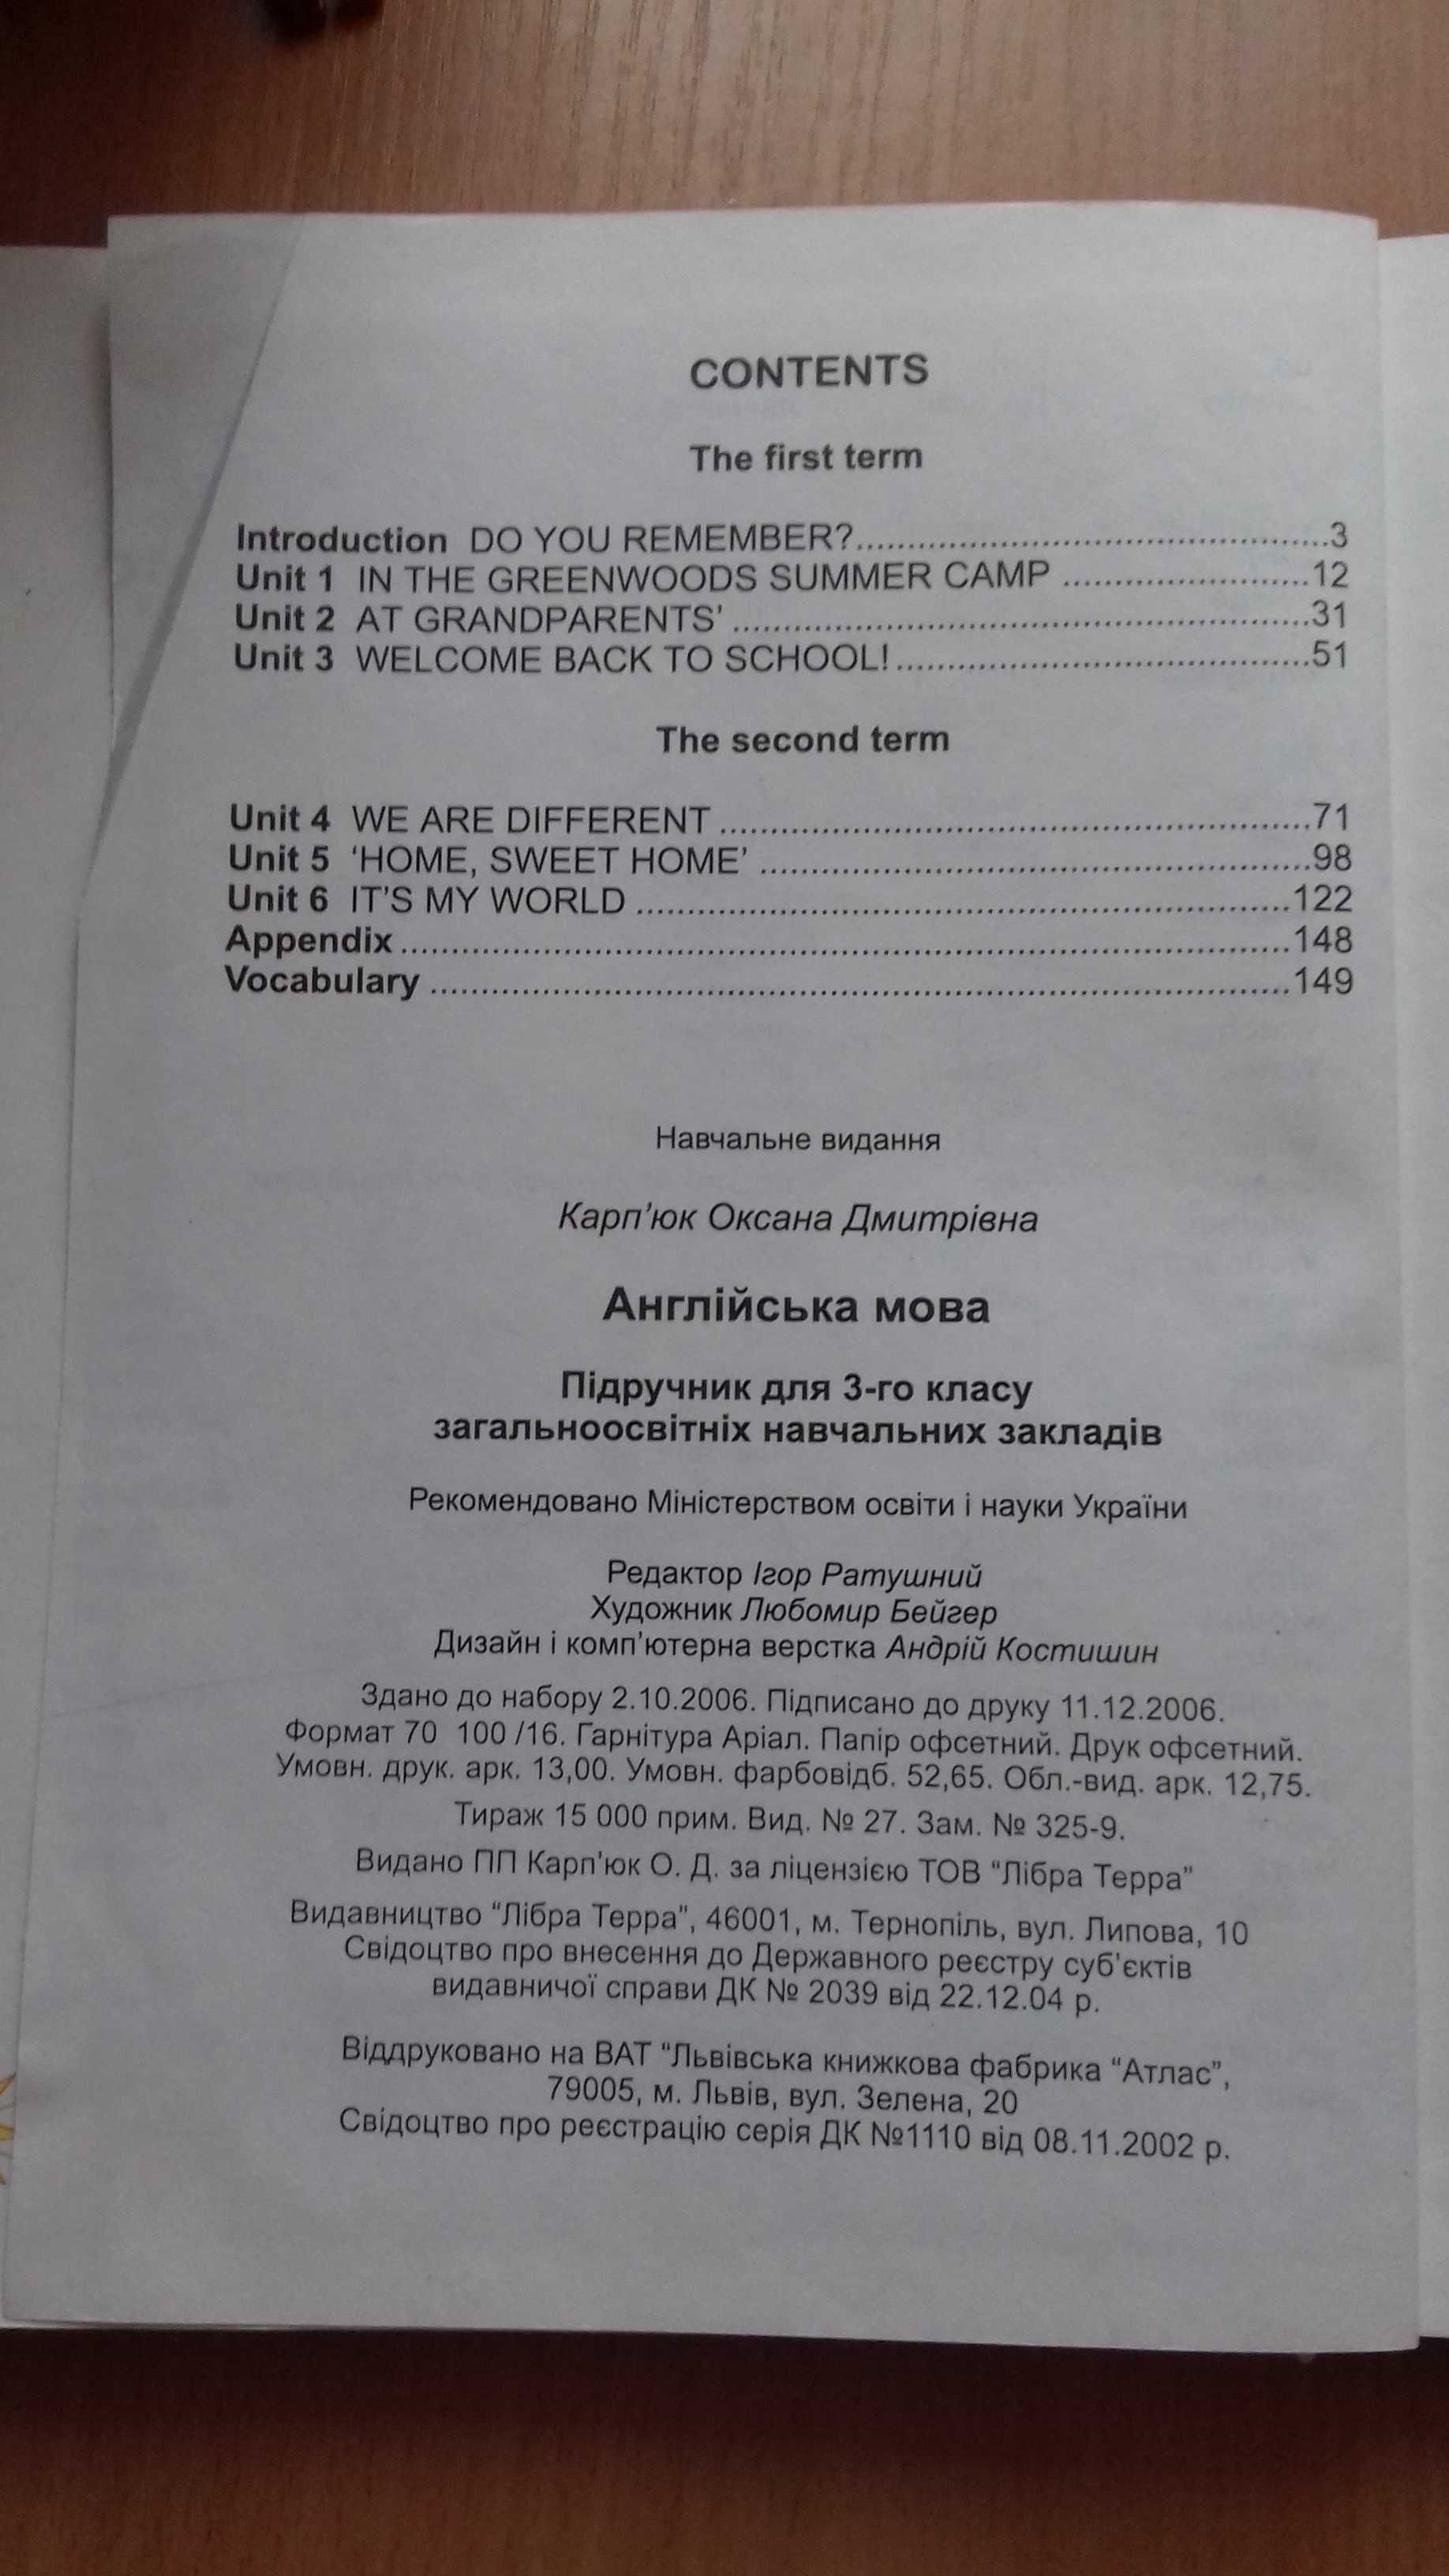 CONTENTS
The first term
Introduction DO YOU REMEMBER?................................................3
Unit 1 IN THE GREENWOODS SUMMER CAMP ........................12
Unit 2 AT GRANDPARENTS’ .........................................................31
Unit 3 WELCOME BACK TO SCHOOL!.........................................51
The second term
Unit 4 WE ARE DIFFERENT ..........................................................71
Unit 5 ‘HOME, SWEET HOME’ ......................................................98
Unit 6 IT’S MY WORLD ................................................................122
Appendix.......................................................................................148
Vocabulary ....................................................................................149
Навчальне видання
Карп’юк Оксана Дмитрівна
Англійська мова
Підручник для 3-го класу
загальноосвітніх навчальних закладів
Рекомендовано Міністерством освіти і науки України
Редактор Ігор Ратушний
Художник Любомир Бейгер
Дизайн і комп’ютерна верстка Андрій Костишин
Здано до набору 2.10.2006. Підписано до друку 11.12.2006.
Формат 70 100 /16. Гарнітура Аріал. Папір офсетний. Друк офсетний.
Умовн. друк. арк. 13,00. Умовн. фарбовідб. 52,65. Обл.-вид. арк. 12,75.
Тираж 15 000 прим. Вид. № 27. Зам. № 325-9.
Видано ПП Карп’юк О. Д. за ліцензією ТОВ “Лібра Терра”
Видавництво “Лібра Терра”, 46001, м. Тернопіль, вул. Липова, 10
Свідоцтво про внесення до Державного реєстру суб’єктів
видавничої справи ДК № 2039 від 22.12.04 р.
Віддруковано на ВАТ “Львівська книжкова фабрика “Атлас”,
79005, м. Львів, вул. Зелена, 20
Свідоцтво про реєстрацію серія ДК №1110 від 08.11.2002 р.